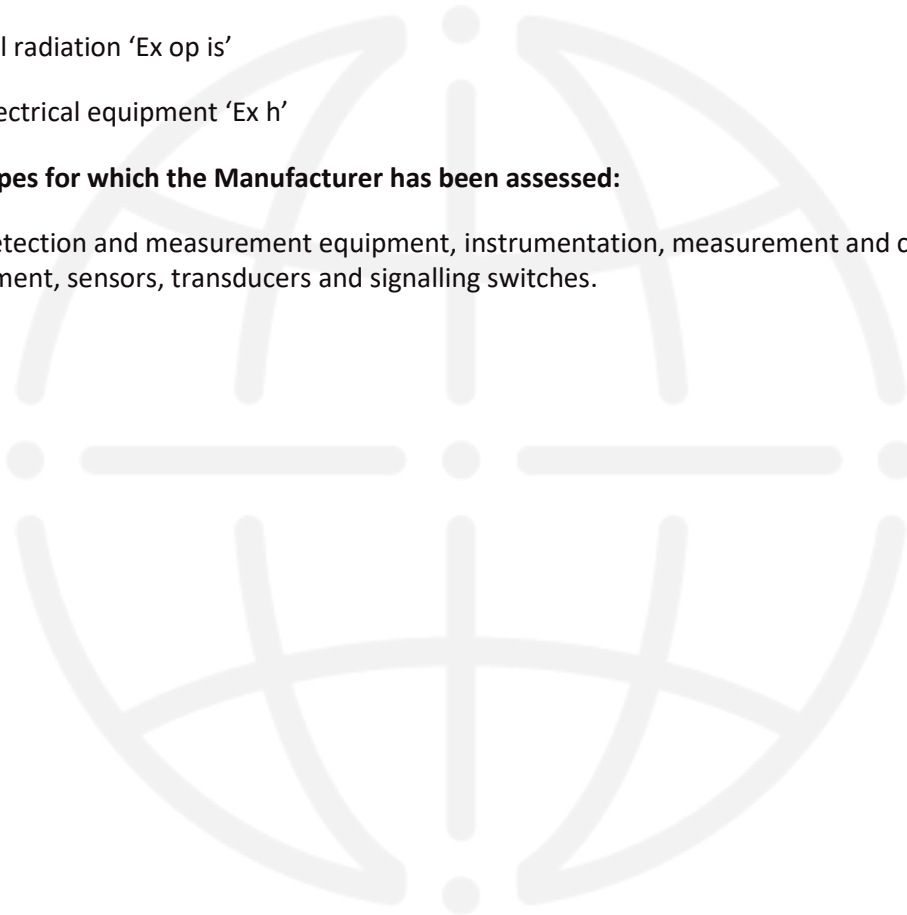 l radiation ‘Ex op is’
ectrical equipment ‘Ex h’
pes for which the Manufacturer has been assessed:
etection and measurement equipment, instrumentation, measurement and c
ment, sensors, transducers and signalling switches.